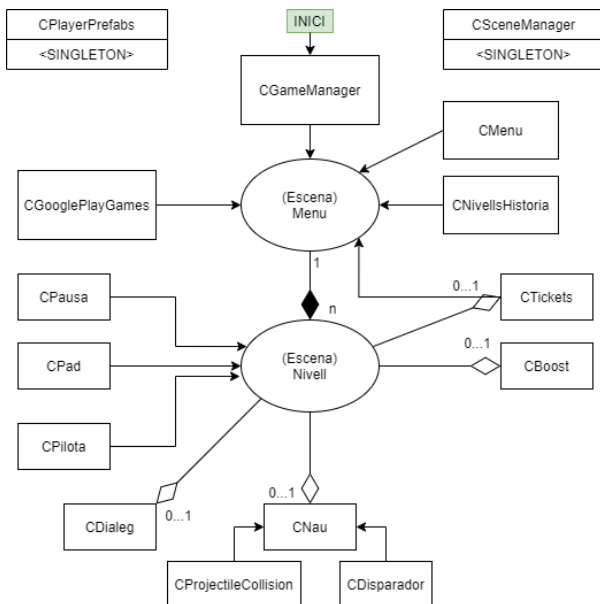 CPlayerPrefabs
<SINGLETON>
INICI
CSceneManager
<SINGLETON>
CGameManager
CMenu
(Escena)
Menu
CGooglePlayGames
CNivellsHistoria
1
n
0...1
CTickets
CPausa
0...1
CBoost
(Escena)
Nivell
CPad
CPilota
0...1
CDialeg
0...1
CNau
CProjectileCollision
CDisparador